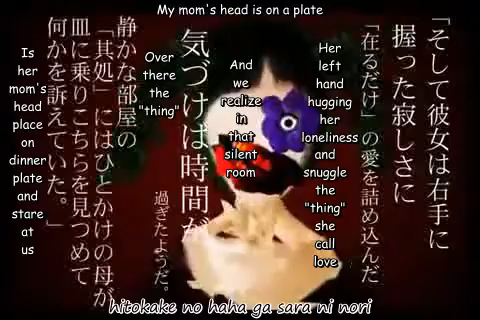 My mom's head is on a plate
「そして彼女は右手に
握った寂しさに
「在るだけ」の愛を詰め込んだ
気づけば時間が
過ぎたようだ。
静かな部屋の
「其処」にはひとかけの母が
皿に乗りこちらを見つめて
何かを訴えていた。」
Her
left
hand
hugging
her
loneliness
and
snuggle
the
"thing"
she
call
love
And
we
realize
in
that
silent
room
Over
there
the
"thing"
Is
her
mom's
head
place
on
dinner
plate
and
stare
at
us
hitokake no haha ga sara ni nori